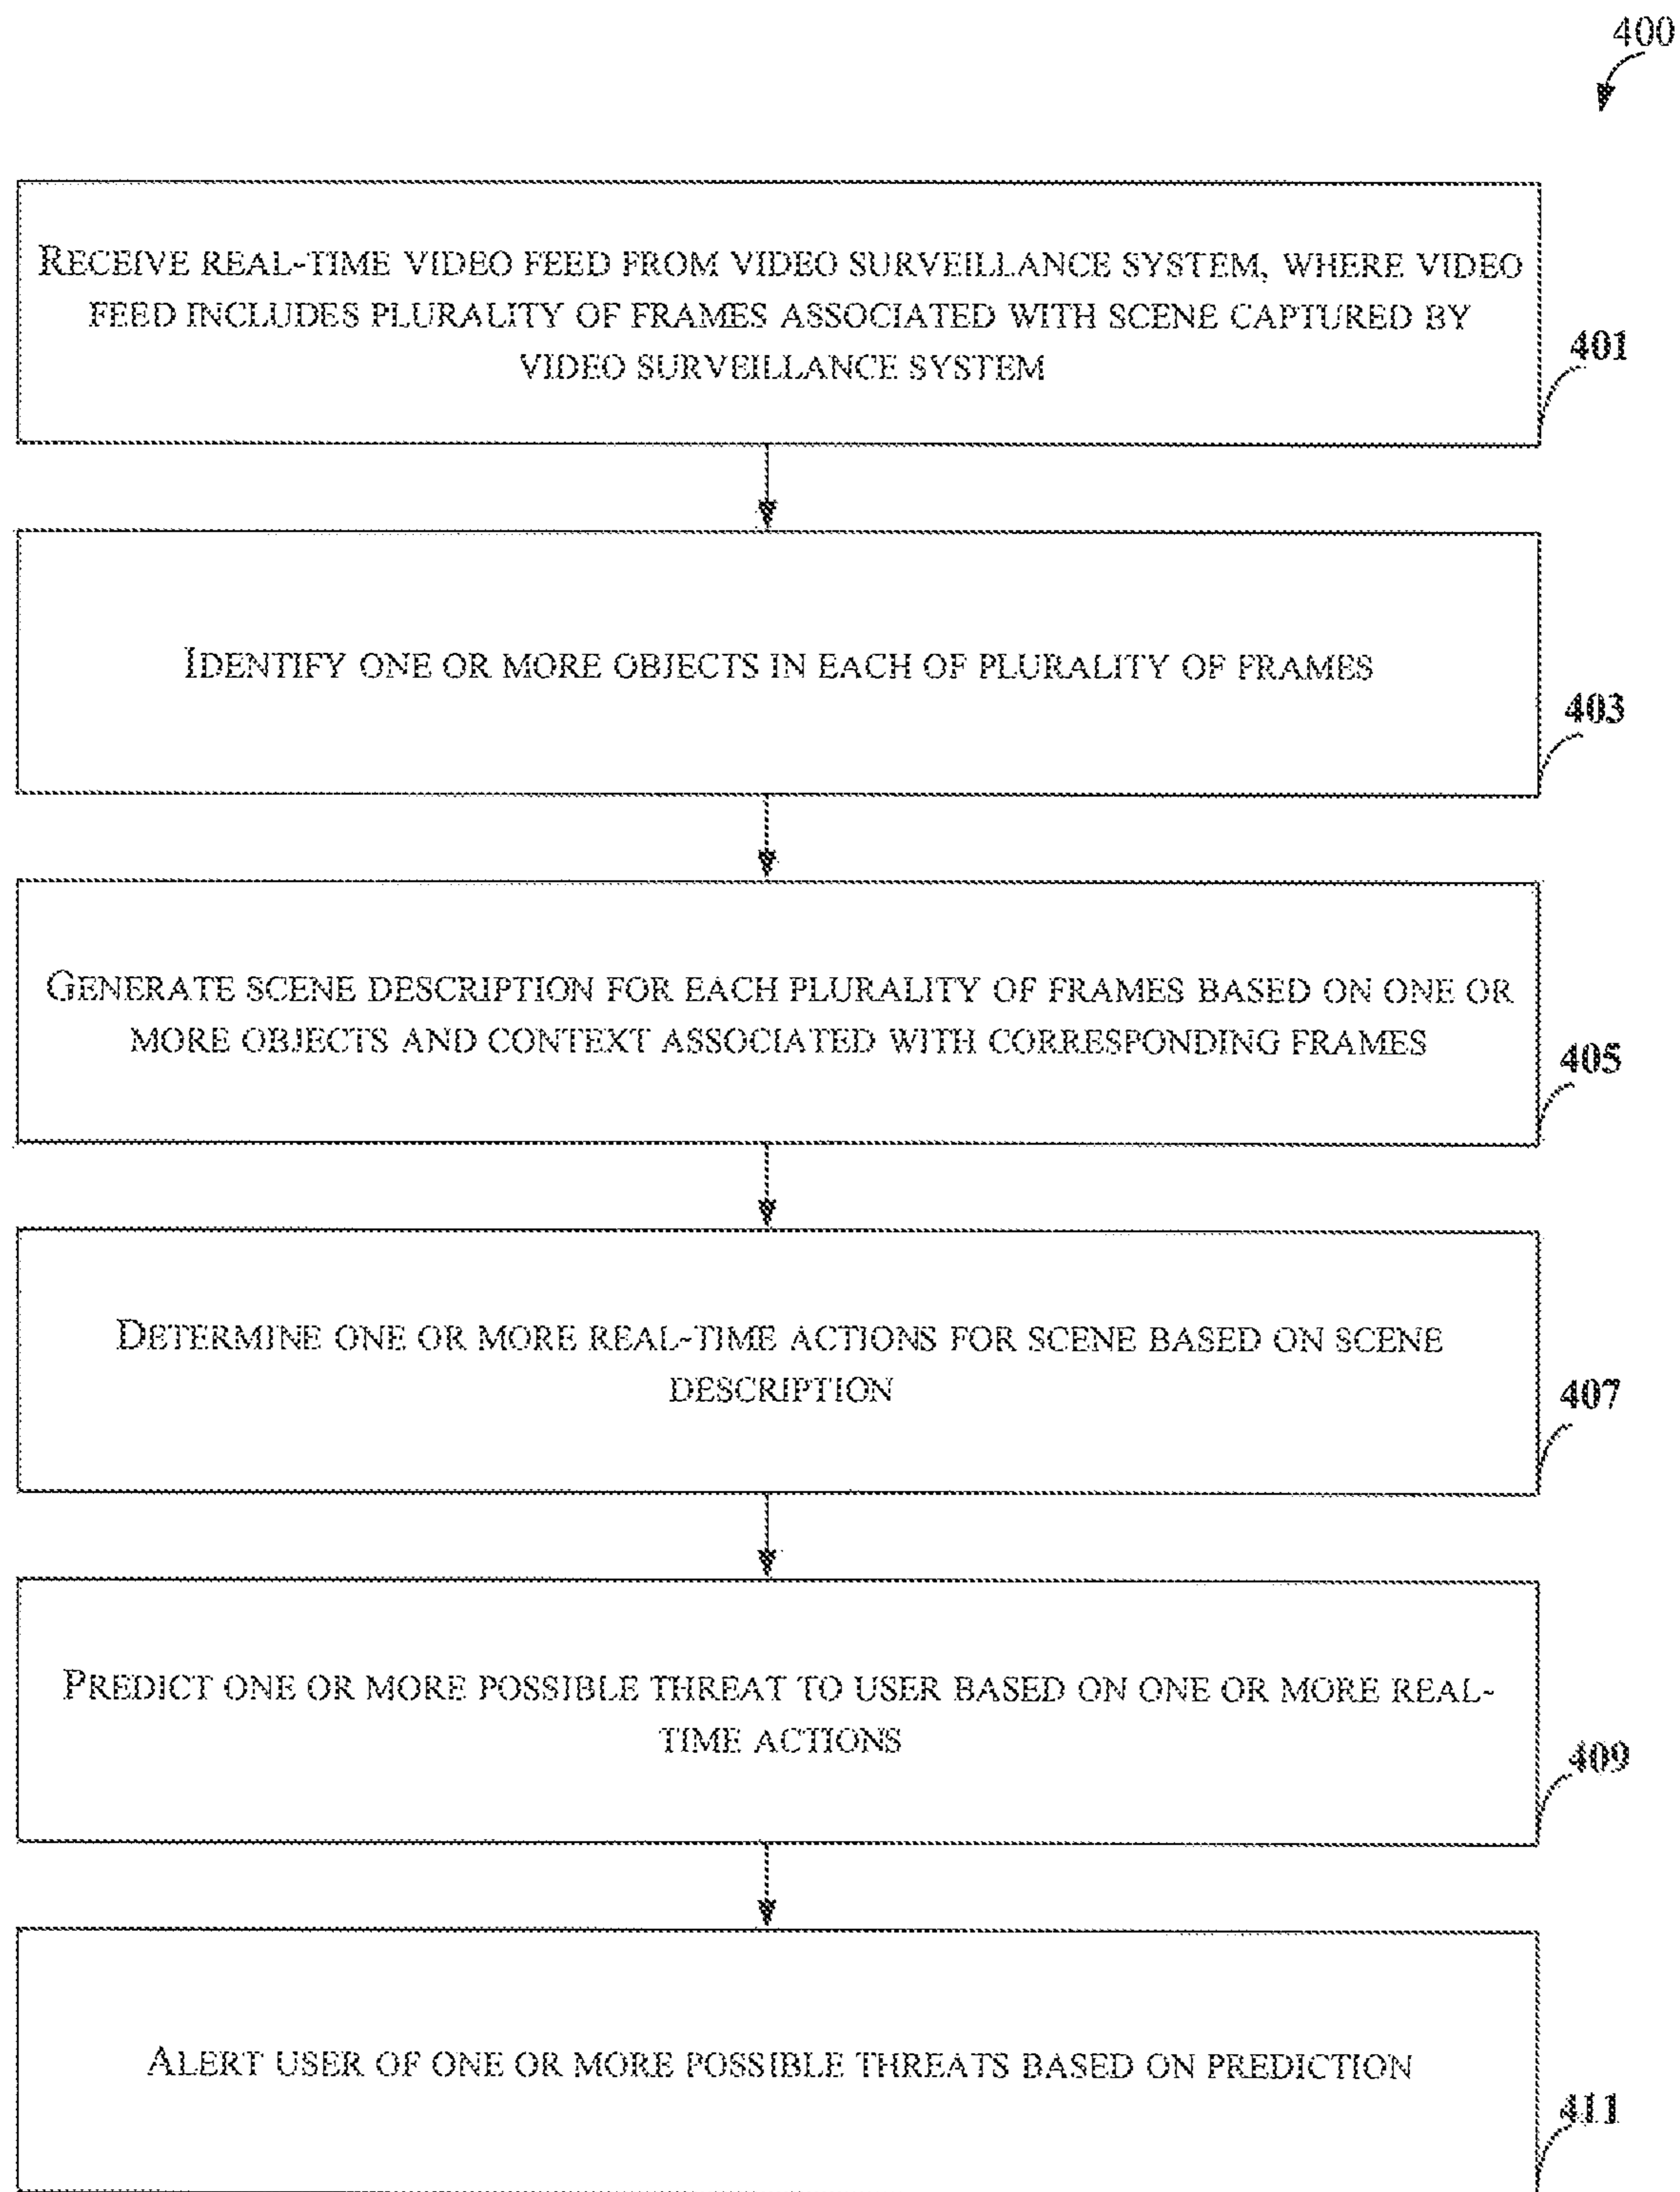 400
RECEIVE REAL-TIME VIDEO FEED FROM VIDEO SURVEILLANCE SYSTEM, WHERE VIDEO
FEED INCLUDES PLURALITY OF FRAMES ASSOCIATED WITH SCENE CAPTURED BY
VIDEO SURVEILLANCE SYSTEM
401
IDENTIFY ONE OR MORE OBJECTS IN EACH OF PLURALITY OF FRAMES
403
GENERATE SCENE DESCRIPTION FOR EACH PLURALITY OF FRAMES BASED ON ONE OR
MORE OBJECTS AND CONTEXT ASSOCIATED WITH CORRESPONDING FRAMES
405
DETERMINE ONE OR MORE REAL-TIME ACTIONS FOR SCENE BASED ON SCENE
DESCRIPTION
407
PREDICT ONE OR MORE POSSIBLE THREAT TO USER BASED ON ONE OR MORE REAL-
TIME ACTIONS
409
ALERT USER OF ONE OR MORE POSSIBLE THREATS BASED ON PREDICTION
411